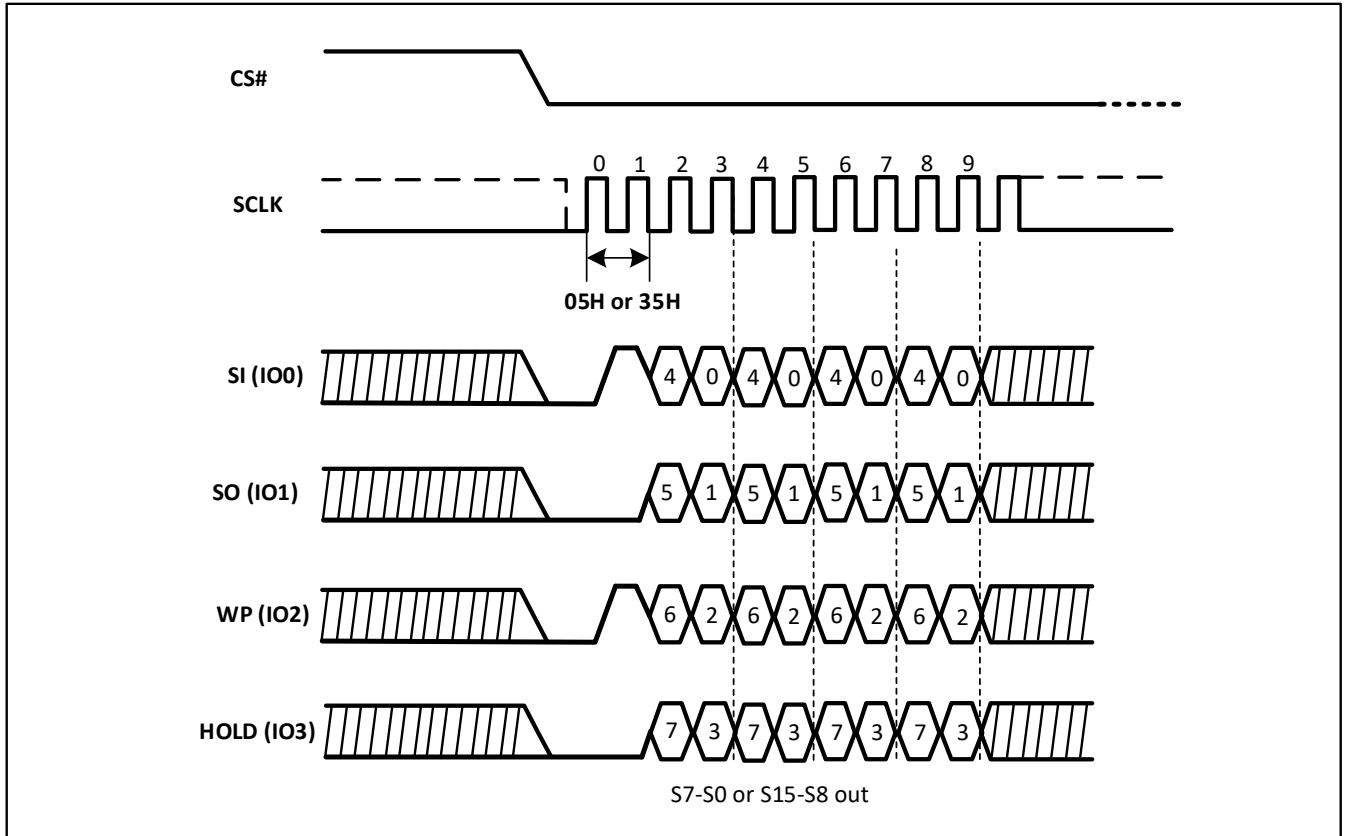 CS#
0 1 2 3 4 5 6 7 8 9
SCLK
05H or 35H
SI (IO0) 4 0 4 0 4 0 4 0
SO (IO1) 5 1 5 1 5 1 5 1
WP (IO2) 6 2 6 2 6 2 6 2
HOLD (IO3) 7 3 7 3 7 3 7 3
S7-S0 or S15-S8 out